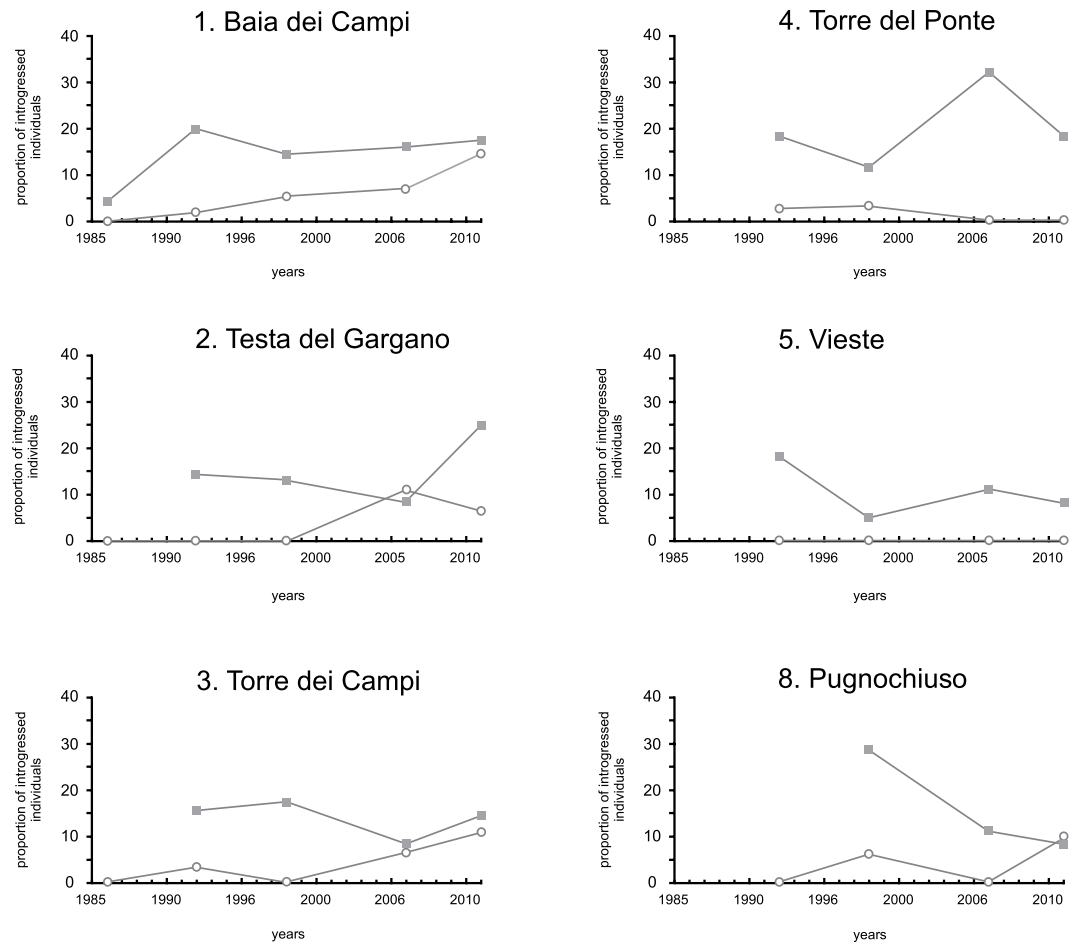 1. Baia dei Campi
40
30
20
10
0
proportion of introgressed
individuals
1985 1990 1996 2000 2006 2010
years
4. Torre del Ponte
40
30
20
10
0
proportion of introgressed
individuals
1985 1990 1996 2000 2006 2010
years
2. Testa del Gargano
40
30
20
10
0
proportion of introgressed
individuals
1985 1990 1996 2000 2006 2010
years
5. Vieste
40
30
20
10
0
proportion of introgressed
individuals
1985 1990 1996 2000 2005 2010
years
3. Torre dei Campi
40
30
20
10
0
proportion of introgressed
individuals
1985 1990 1996 2000 2006 2010
years
8. Pugnochiuso
40
30
20
10
0
proportion of introgressed
individuals
1985 1990 1996 2000 2006 2010
years